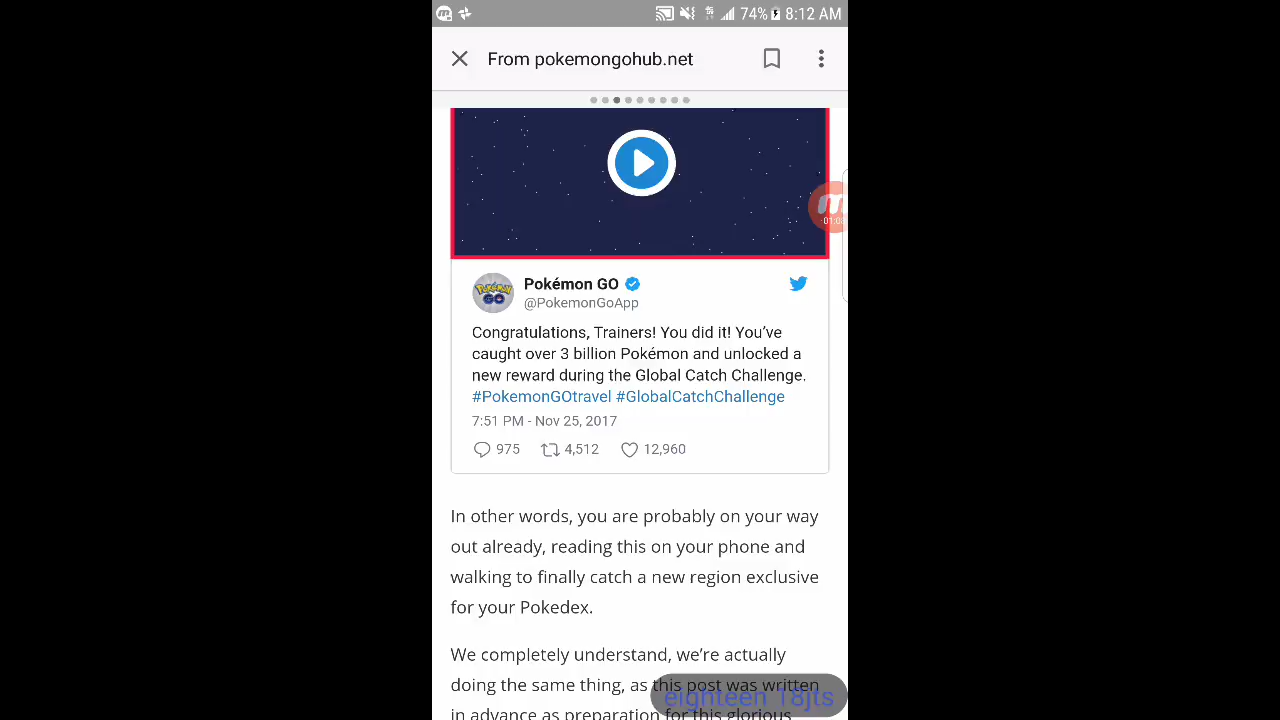 74% 8:12 AM
From pokemongohub.net
Pokémon GO
@PokemonGoApp
Congratulations, Trainers! You did it! You’ve
caught over 3 billion Pokémon and unlocked a
new reward during the Global Catch Challenge.
#PokemonGOtravel #GlobalCatchChallenge
7:51 PM - Nov 25, 2017
975 4,512 12,960
In other words, you are probably on your way
out already, reading this on your phone and
walking to finally catch a new region exclusive
for your Pokedex.
We completely understand, we’re actually
doing the same thing, as this post was written
eighteen 18jts
in advance as preparation for this glorious